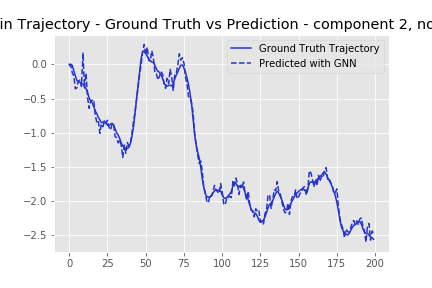 in Trajectory - Ground Truth vs Prediction - component 2, no
Ground Truth Trajectory
Predicted with GNN
0.0
−0.5
−1.0
−1.5
−2.0
−2.5
0 25 50 75 100 125 150 175 200